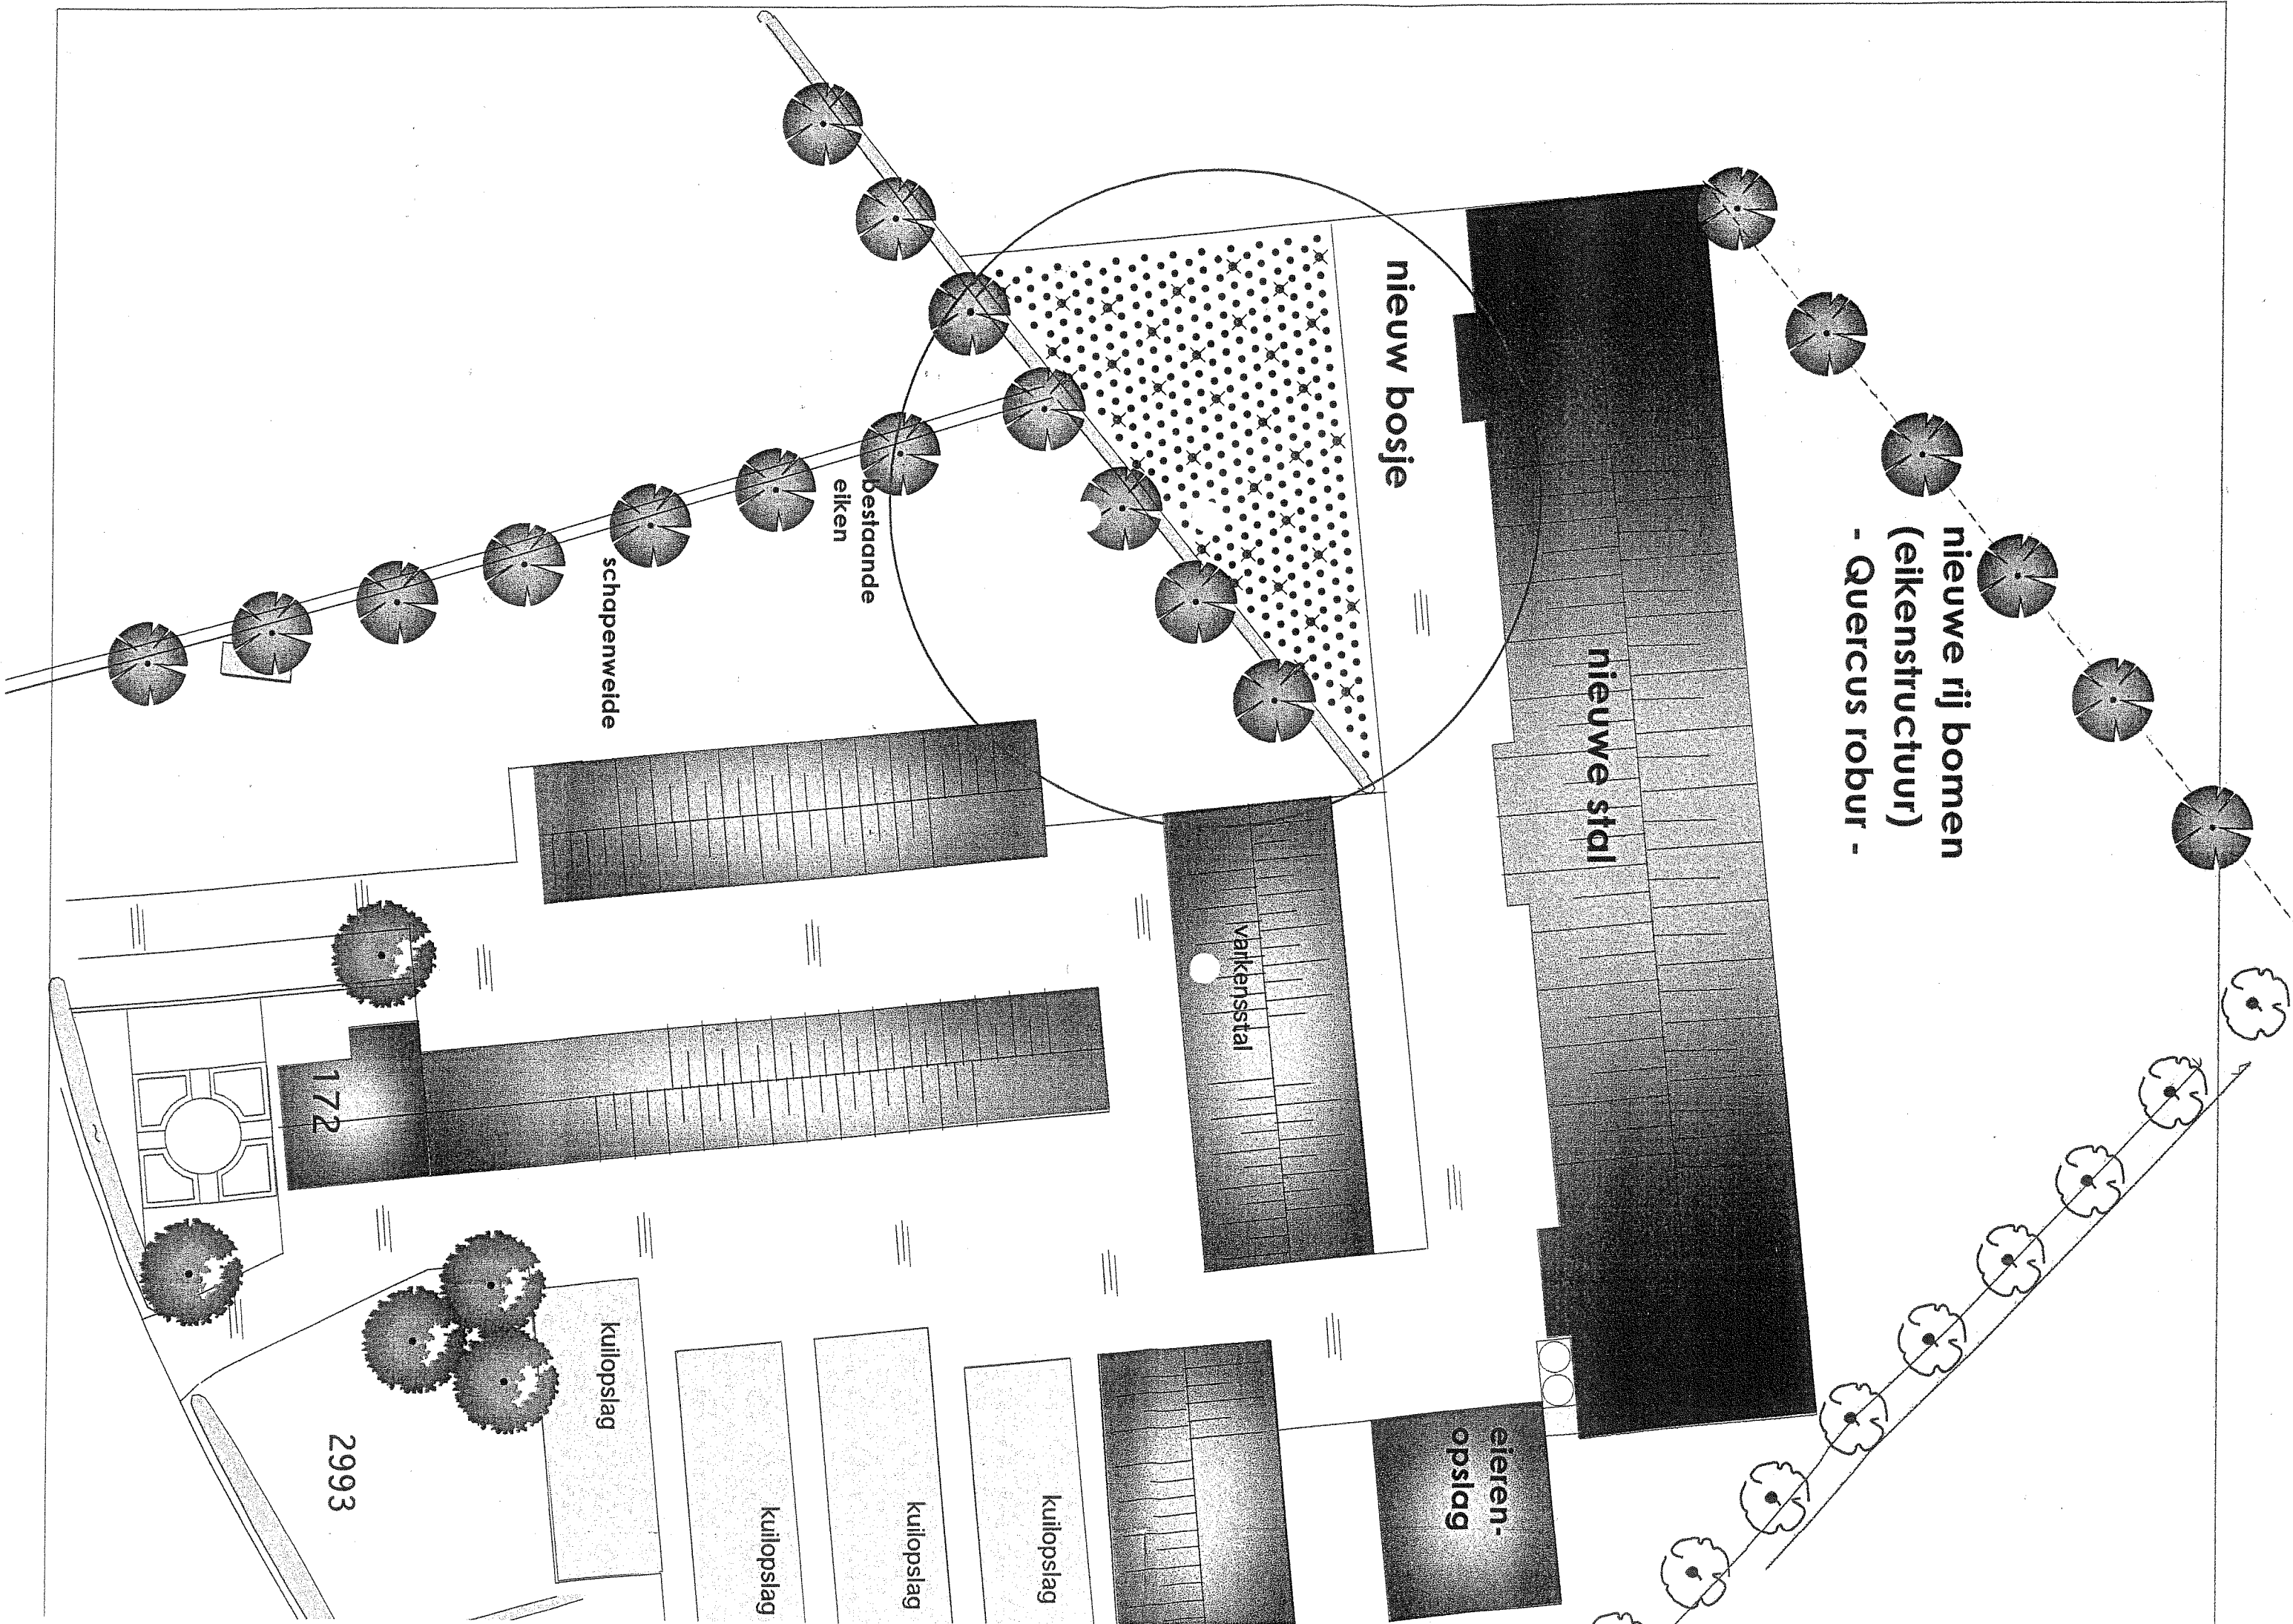 nieuwe rij bomen
(eikenstructuur)
- Quercus robur -
nieuw bosje
nieuwe stal
bestaande
eiken
schapenweide
varkensstal
172
eieren-
opslag
kuilopslag
kuilopslag
kuilopslag
kuilopslag
2993